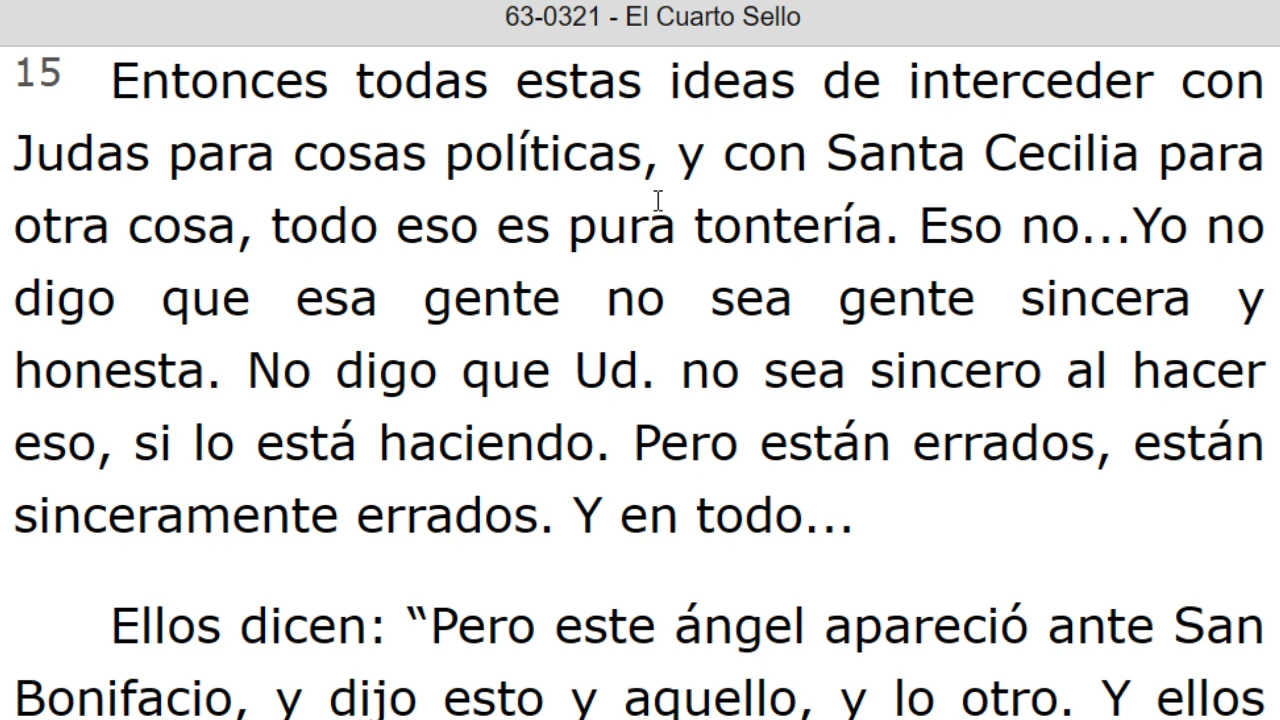 63-0321 - El Cuarto Sello
15 Entonces todas estas ideas de interceder con
Judas para cosas políticas, y con Santa Cecilia para
otra cosa, todo eso es pura tontería. Eso no...Yo no
digo que esa gente no sea gente sincera y
honesta. No digo que Ud. no sea sincero al hacer
eso, si lo está haciendo. Pero están errados, están
sinceramente errados. Y en todo...
Ellos dicen: “Pero este ángel apareció ante San
Bonifacio, y dijo esto y aquello, y lo otro. Y ellos